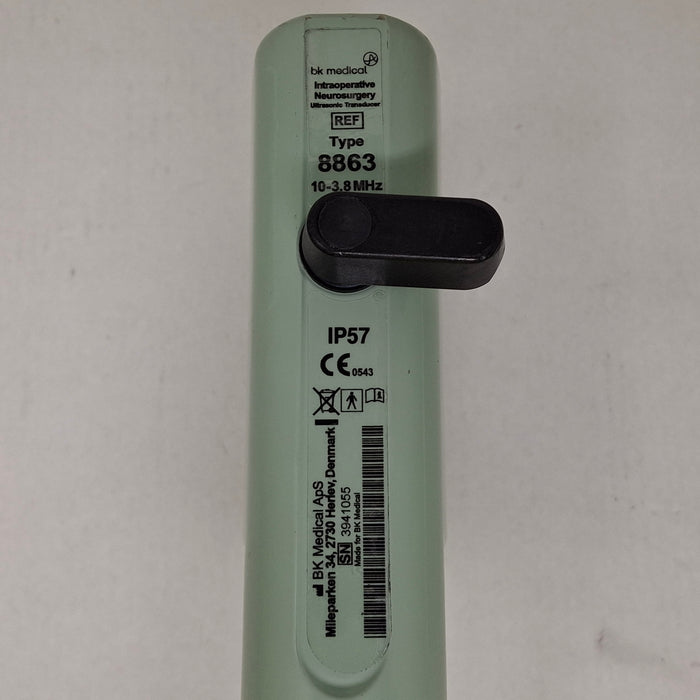 bk medical
Intraoperative
Neurosurgery
Ultrasonic Transducer
REF
Type
8863
10-3.8 MHz
IP57
CE 0543
BK Medical ApS
Mileparken 34, 2730 Herlev, Denmark
SN 3941055
Made for BK Medical